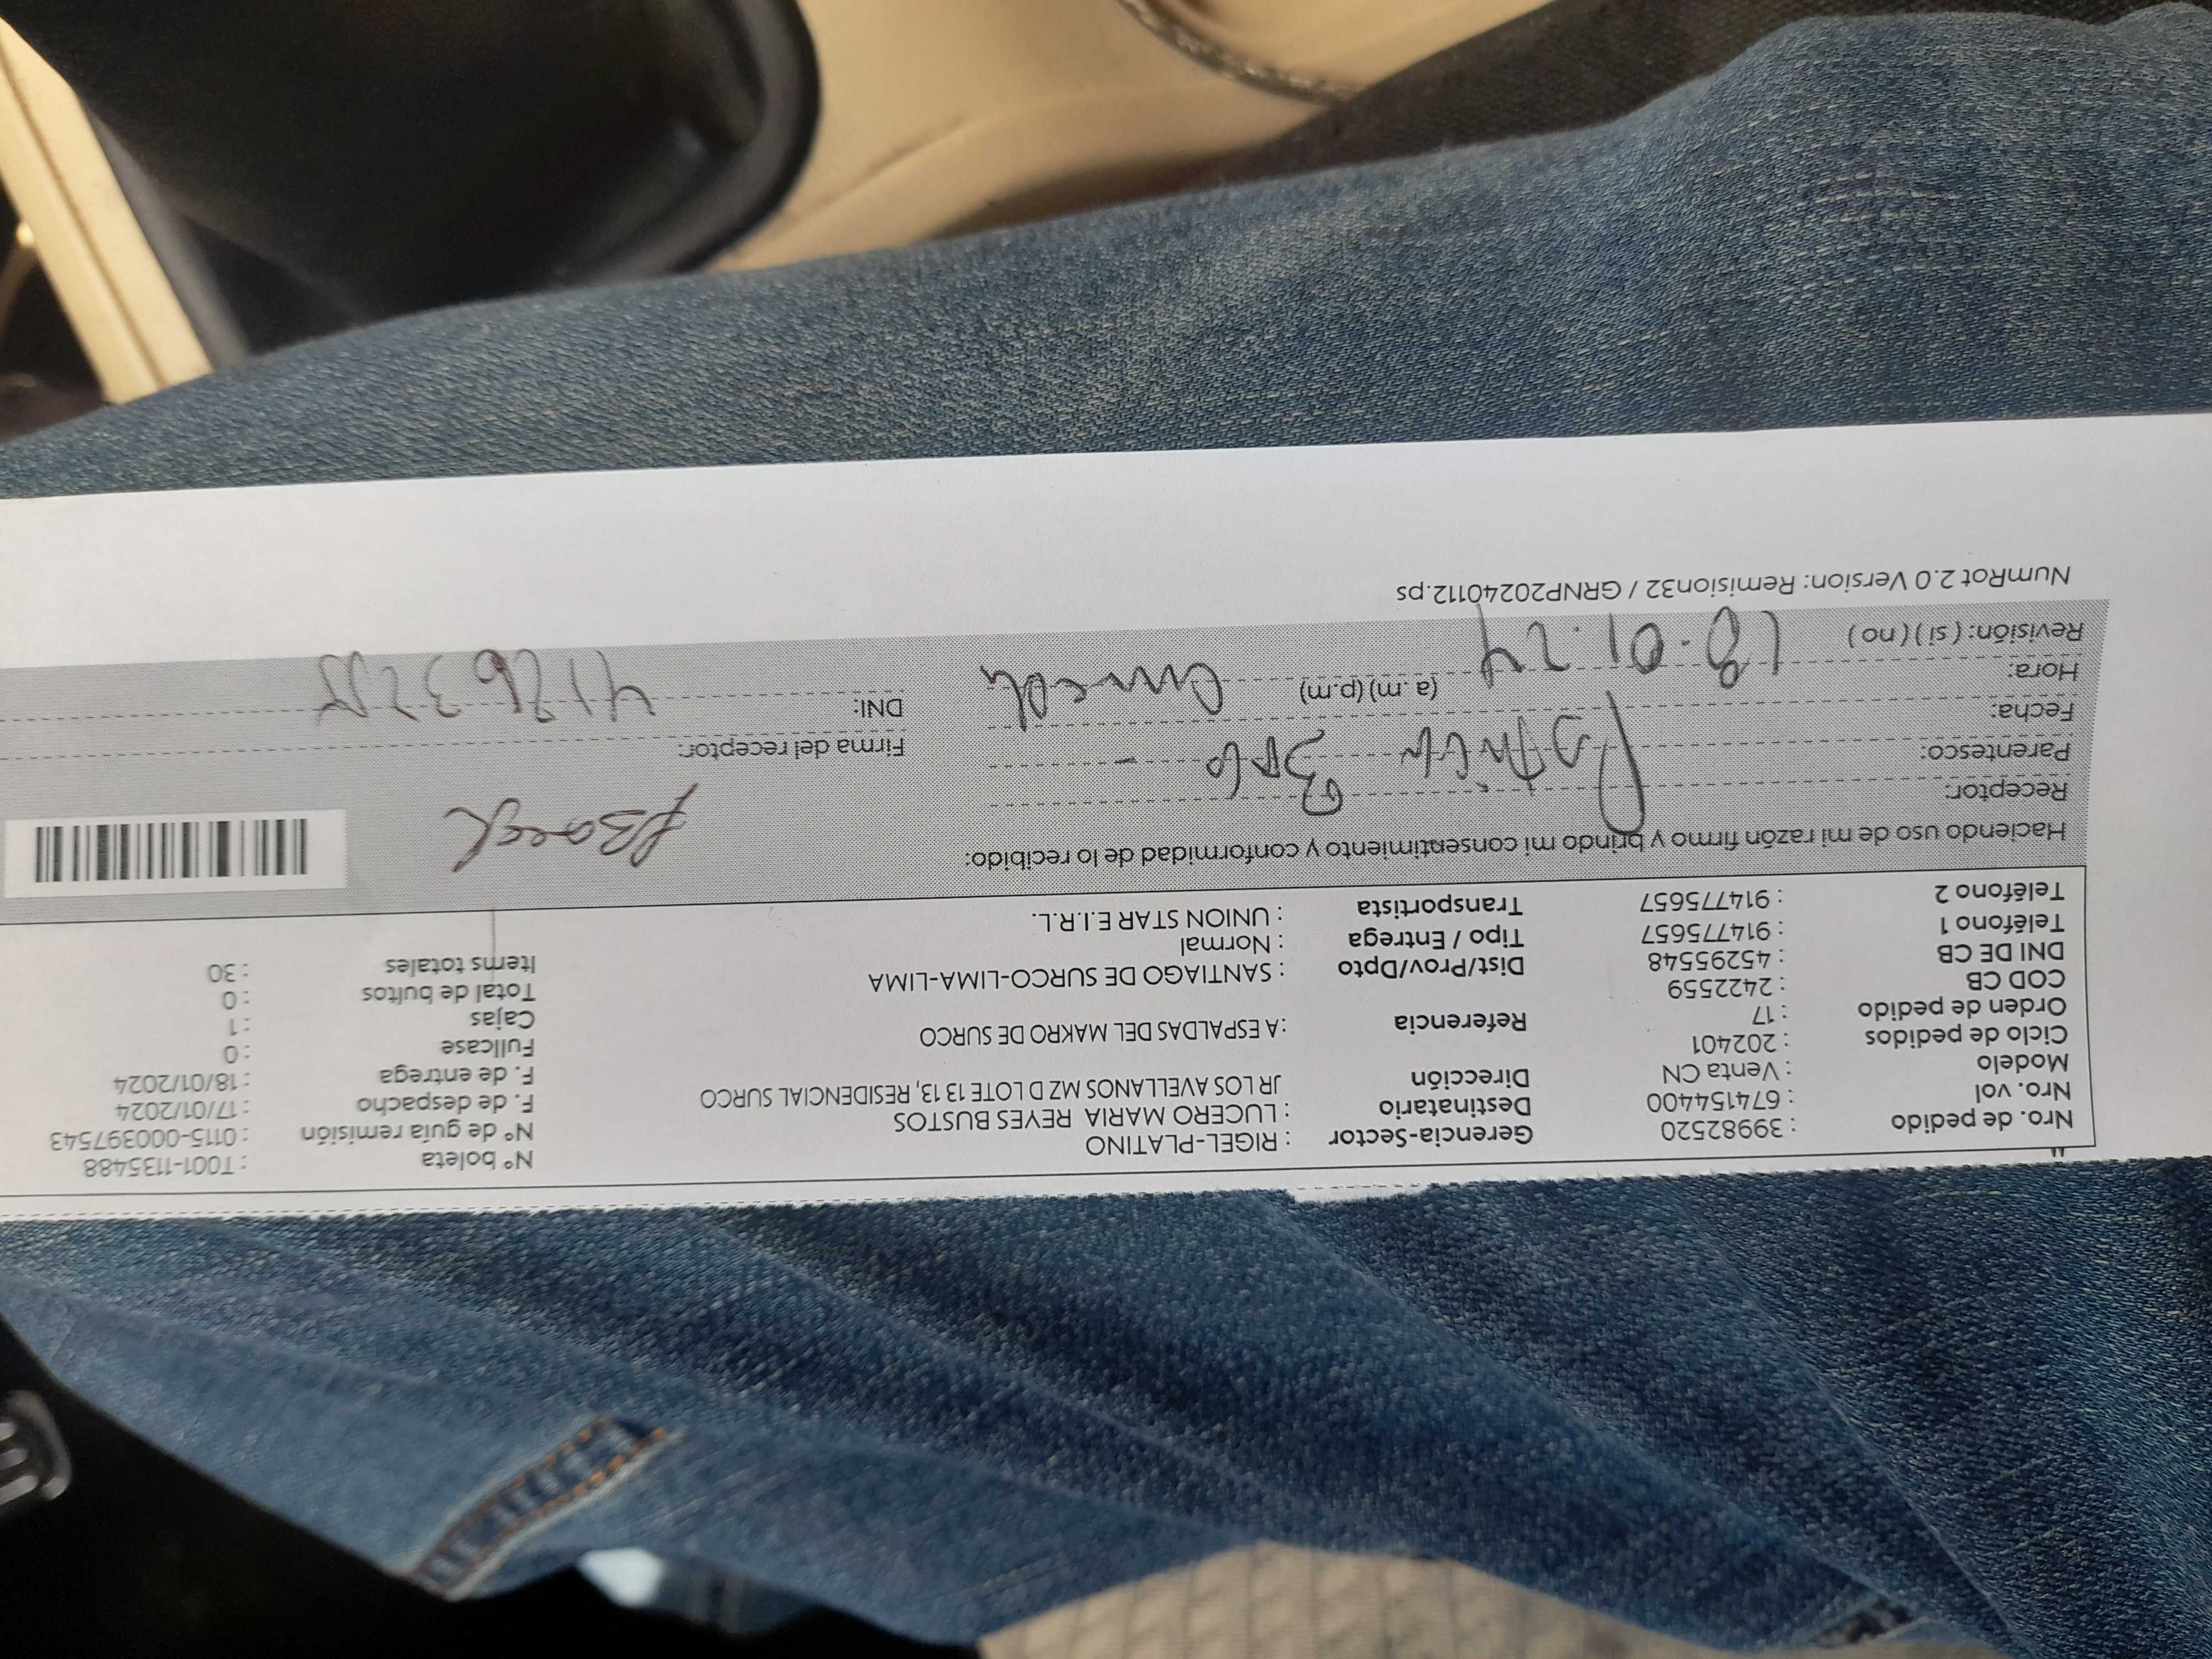 Nro. de pedido : 39982520
Nro. vol : 674154400
Modelo : Venta CN
Ciclo de pedidos : 202401
Orden de pedido : 17
COD CB : 2422559
DNI DE CB : 45295548
Teléfono 1 : 914775657
Teléfono 2 : 914775657
Gerencia-Sector : RIGEL-PLATINO
Destinatario : LUCERO MARIA REYES BUSTOS
Dirección JR LOS AVELLANOS MZ D LOTE 13 13, RESIDENCIAL SURCO
Referencia : A ESPALDAS DEL MAKRO DE SURCO
Dist/Prov/Dpto : SANTIAGO DE SURCO-LIMA-LIMA
Tipo / Entrega : Normal
Transportista : UNION STAR E.I.R.L.
N° boleta : T001-1135488
N° de guía remisión : 0115-000397543
F. de despacho : 17/01/2024
F. de entrega : 18/01/2024
Fullcase : 0
Cajas : 1
Total de bultos : 0
Items totales : 30
Haciendo uso de mi razón firmo y brindo mi consentimiento y conformidad de lo recibido:
Receptor:
Parentesco:
Fecha:
Hora: (a. m) (p.m)
Revisión: ( si ) ( no )
18.01.24
Firma del receptor:
DNI:
NumRot 2.0 Version: Remision32 / GRNP20240112.ps